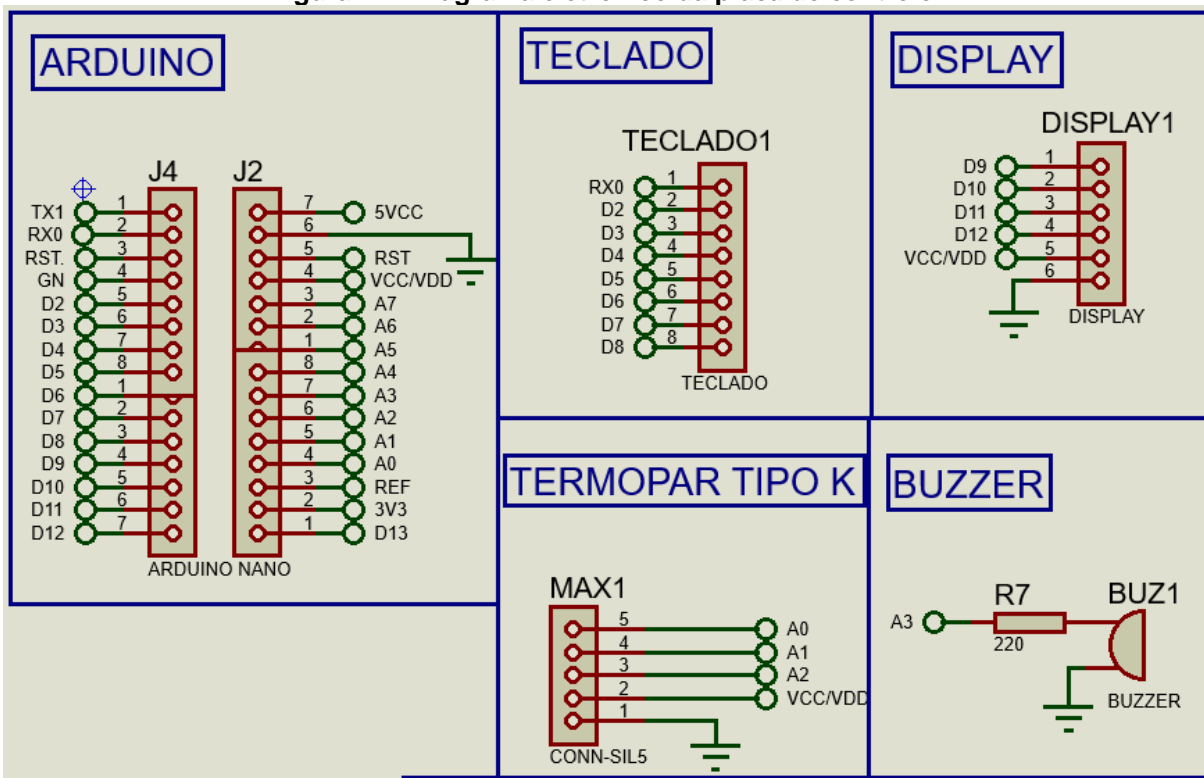 ARDUINO
J4 J2
TX1 1 7 5VCC
RX0 2 6
RST. 3 5 RST
GN 4 4 VCC/VDD
D2 5 3 A7
D3 6 2 A6
D4 7 1 A5
D5 8 8 A4
D6 1 7 A3
D7 2 6 A2
D8 3 5 A1
D9 4 4 A0
D10 5 3 REF
D11 6 2 3V3
D12 7 1 D13
ARDUINO NANO
TECLADO
TECLADO1
RX0 1
D2 2
D3 3
D4 4
D5 5
D6 6
D7 7
D8 8
TECLADO
DISPLAY
DISPLAY1
D9 1
D10 2
D11 3
D12 4
VCC/VDD 5
6
DISPLAY
TERMOPAR TIPO K
MAX1
5 A0
4 A1
3 A2
2 VCC/VDD
1
CONN-SIL5
BUZZER
R7 BUZ1
A3
220
BUZZER